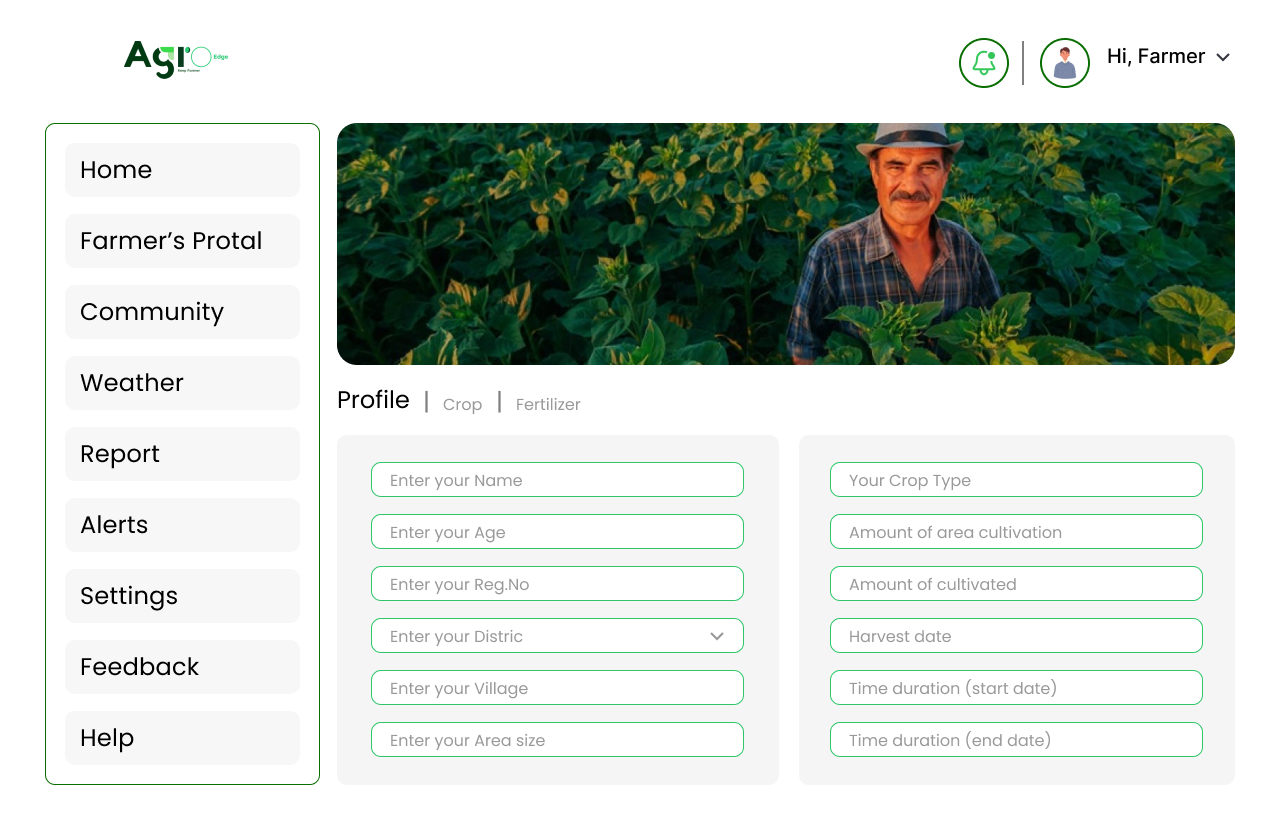 Agro Edge
Easy Farmer
Hi, Farmer
Home
Farmer’s Protal
Community
Weather
Report
Alerts
Settings
Feedback
Help
Profile | Crop | Fertilizer
Enter your Name
Enter your Age
Enter your Reg.No
Enter your Distric
Enter your Village
Enter your Area size
Your Crop Type
Amount of area cultivation
Amount of cultivated
Harvest date
Time duration (start date)
Time duration (end date)